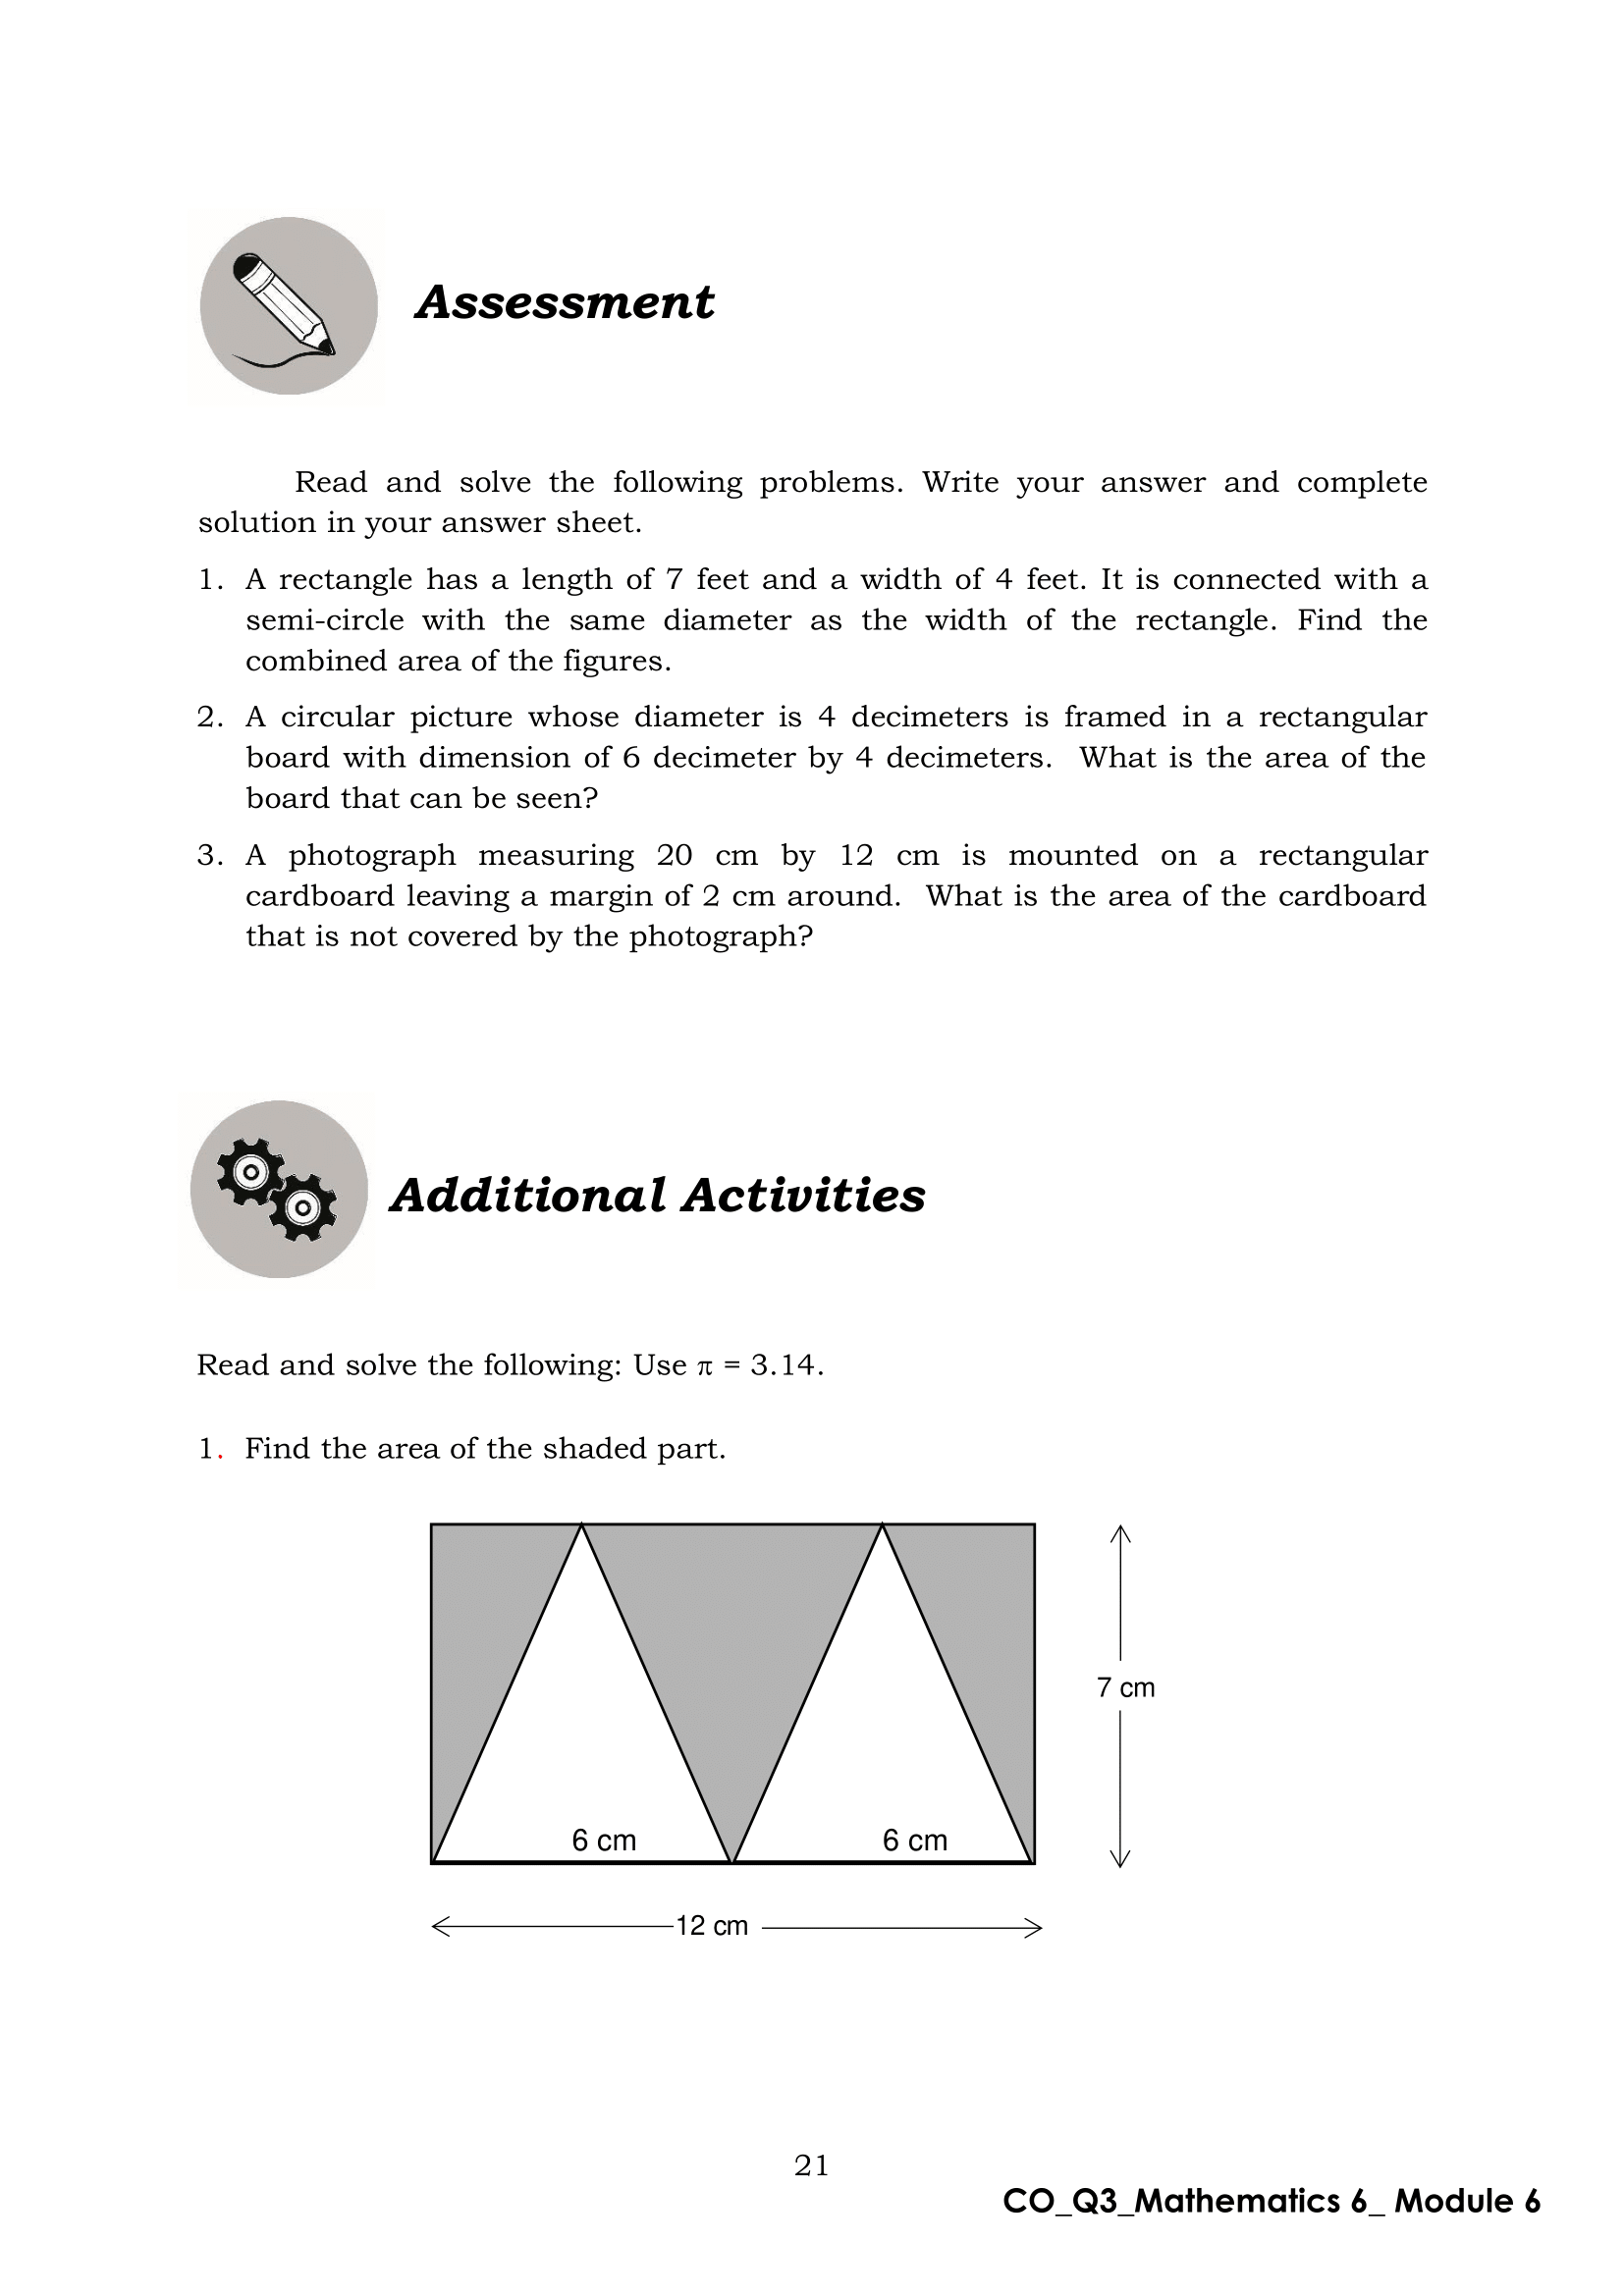 Assessment
Read and solve the following problems. Write your answer and complete
solution in your answer sheet.
1. A rectangle has a length of 7 feet and a width of 4 feet. It is connected with a
semi-circle with the same diameter as the width of the rectangle. Find the
combined area of the figures.
2. A circular picture whose diameter is 4 decimeters is framed in a rectangular
board with dimension of 6 decimeter by 4 decimeters. What is the area of the
board that can be seen?
3. A photograph measuring 20 cm by 12 cm is mounted on a rectangular
cardboard leaving a margin of 2 cm around. What is the area of the cardboard
that is not covered by the photograph?
Additional Activities
Read and solve the following: Use π = 3.14.
1. Find the area of the shaded part.
7 cm
6 cm 6 cm
12 cm
21
CO_Q3_Mathematics 6_ Module 6